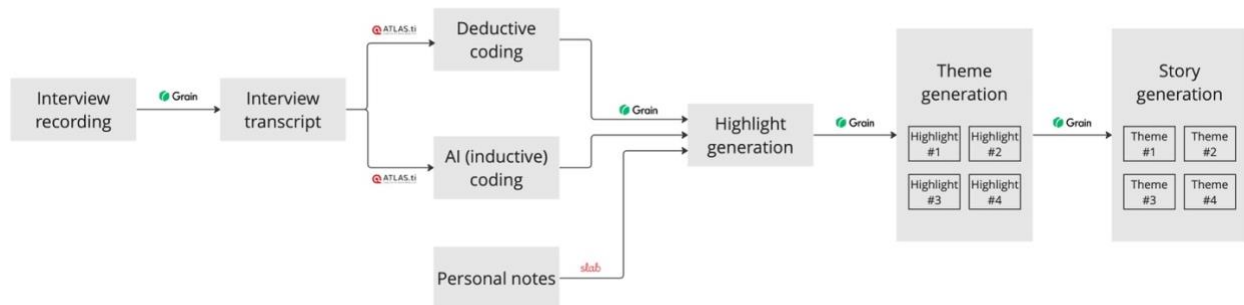 Interview
recording
Grain
Interview
transcript
ATLAS.ti
Deductive
coding
ATLAS.ti
AI (inductive)
coding
Personal notes
slab
Grain
Highlight
generation
Grain
Theme
generation
Highlight
#1
Highlight
#2
Highlight
#3
Highlight
#4
Grain
Story
generation
Theme
#1
Theme
#2
Theme
#3
Theme
#4